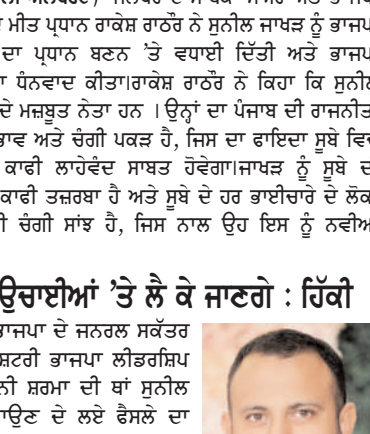 ਮੀਤ ਪ੍ਰਧਾਨ ਰਾਕੇਸ਼ ਰਾਠੌਰ ਨੇ ਸੁਨੀਲ ਜਾਖੜ ਨੂੰ ਭਾਜਪ
ਦਾ ਪ੍ਰਧਾਨ ਬਣਨ ’ਤੇ ਵਧਾਈ ਦਿੱਤੀ ਅਤੇ ਭਾਜਪ
ਧੰਨਵਾਦ ਕੀਤਾ।ਰਾਕੇਸ਼ ਰਾਠੌਰ ਨੇ ਕਿਹਾ ਕਿ ਸੁਨੀਲ
ਦੇ ਮਜ਼ਬੂਤ ਨੇਤਾ ਹਨ । ਉਨ੍ਹਾਂ ਦਾ ਪੰਜਾਬ ਦੀ ਰਾਜਨੀਤ
ਭਾਵ ਅਤੇ ਚੰਗੀ ਪਕੜ ਹੈ, ਜਿਸ ਦਾ ਫਾਇਦਾ ਸੂਬੇ ਵਿਚ
ਕਾਫੀ ਲਾਹੇਵੰਦ ਸਾਬਤ ਹੋਵੇਗਾ।ਜਾਖੜ ਨੂੰ ਸੂਬੇ ਦ
ਕਾਫੀ ਤਜ਼ਰਬਾ ਹੈ ਅਤੇ ਸੂਬੇ ਦੇ ਹਰ ਭਾਈਚਾਰੇ ਦੇ ਲੋਕ
ਚੰਗੀ ਸਾਂਝ ਹੈ, ਜਿਸ ਨਾਲ ਉਹ ਇਸ ਨੂੰ ਨਵੀਅ
ਉਚਾਈਆਂ ’ਤੇ ਲੈ ਕੇ ਜਾਣਗੇ : ਹਿੱਕੀ
ਭਾਜਪਾ ਦੇ ਜਨਰਲ ਸਕੱਤਰ
ਸ਼ਟਰੀ ਭਾਜਪਾ ਲੀਡਰਸ਼ਿਪ
ਨੀ ਸ਼ਰਮਾ ਦੀ ਥਾਂ ਸੁਨੀਲ
ਾਉਣ ਦੇ ਲਏ ਫੈਸਲੇ ਦਾ